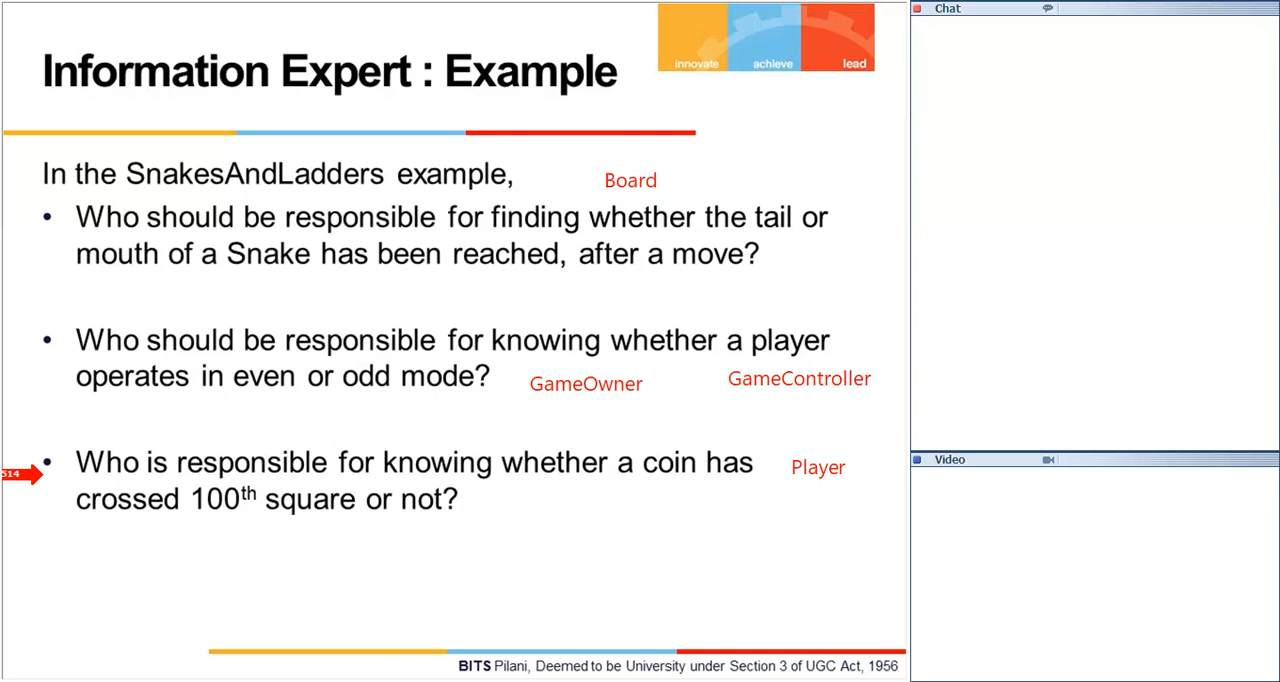 Chat
innovate achieve lead
Information Expert : Example
In the SnakesAndLadders example,
Board
• Who should be responsible for finding whether the tail or
mouth of a Snake has been reached, after a move?
• Who should be responsible for knowing whether a player
operates in even or odd mode?
GameOwner
GameController
Video
514
• Who is responsible for knowing whether a coin has
Player
crossed 100th square or not?
BITS Pilani, Deemed to be University under Section 3 of UGC Act, 1956